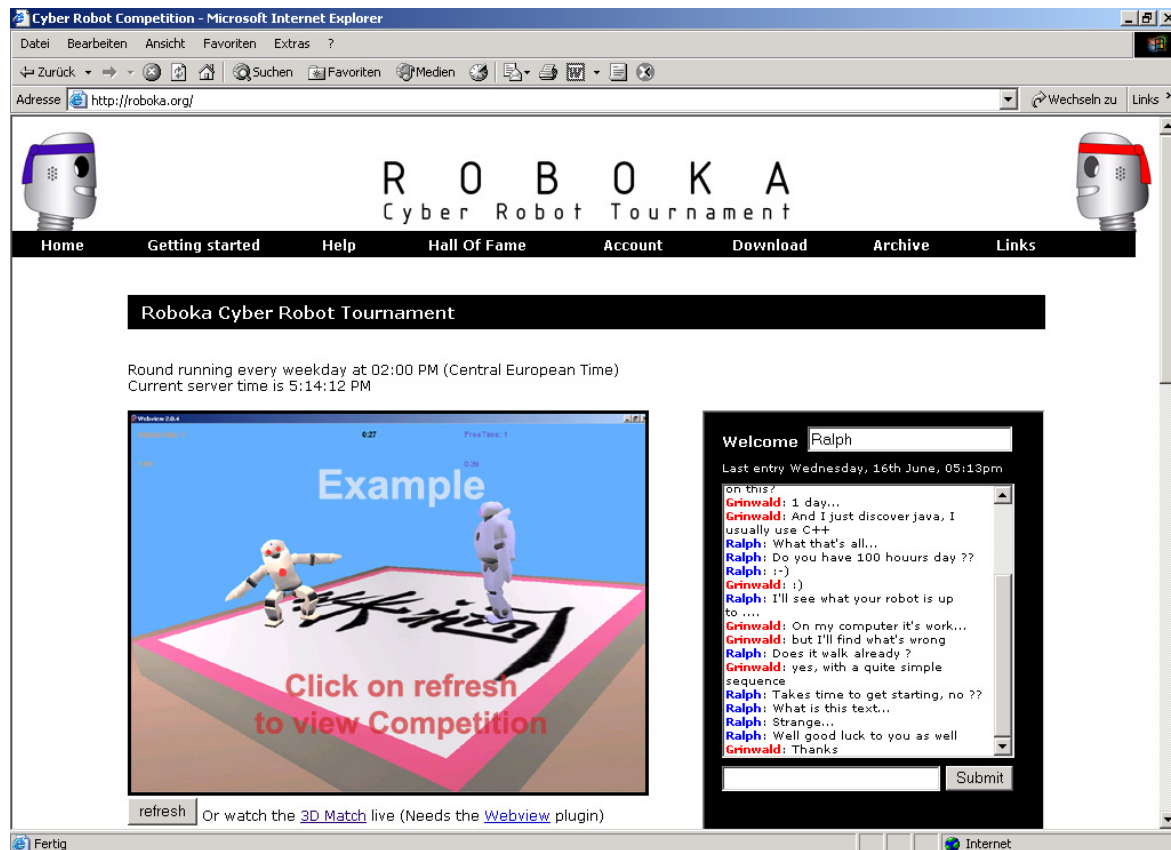 Cyber Robot Competition - Microsoft Internet Explorer
Datei Bearbeiten Ansicht Favoriten Extras ?
Zurück Suchen Favoriten Medien
Adresse http://roboka.org/ Wechseln zu Links
ROBOKA
Cyber Robot Tournament
Home Getting started Help Hall Of Fame Account Download Archive Links
Roboka Cyber Robot Tournament
Round running every weekday at 02:00 PM (Central European Time)
Current server time is 5:14:12 PM
Webview 2.0.4
0:27 FreeTime: 1
0:39
Example
Click on refresh
to view Competition
refresh Or watch the 3D Match live (Needs the Webview plugin)
Welcome Ralph
Last entry Wednesday, 16th June, 05:13pm
on this?
Grinwald: 1 day...
Grinwald: And I just discover java, I
usually use C++
Ralph: What that's all...
Ralph: Do you have 100 houurs day ??
Ralph: :-)
Grinwald: :)
Ralph: I'll see what your robot is up
to ....
Grinwald: On my computer it's work...
Grinwald: but I'll find what's wrong
Ralph: Does it walk already ?
Grinwald: yes, with a quite simple
sequence
Ralph: Takes time to get starting, no ??
Ralph: What is this text...
Ralph: Strange...
Ralph: Well good luck to you as well
Grinwald: Thanks
Submit
Fertig Internet